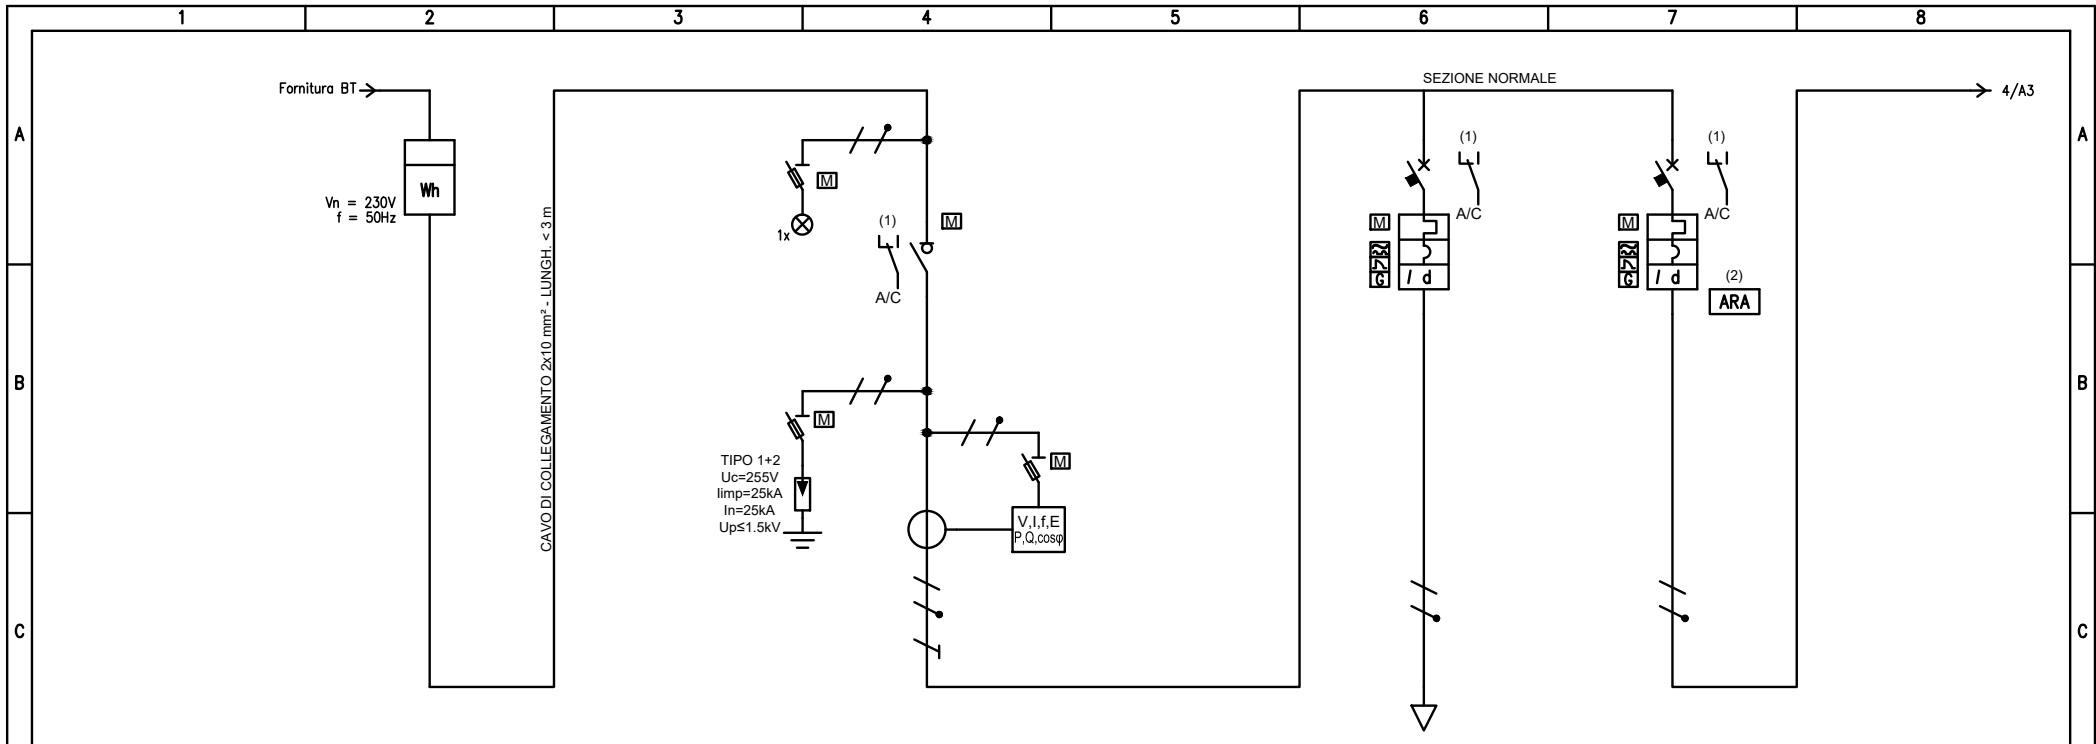 1 2 3 4 5 6 7 8
A
B
C
A
B
C
Fornitura BT
Wh
Vn = 230V
f = 50Hz
CAVO DI COLLEGAMENTO 2x10 mm² - LUNGH. < 3 m
M
1x
(1)
M
A/C
M
TIPO 1+2
Uc=255V
Iimp=25kA
In=25kA
Up≤1.5kV
M
V,I,f,E
P,Q,cosφ
SEZIONE NORMALE
(1)
A/C
M
G
I d
(1)
A/C
M
G
I d
(2)
ARA
4/A3